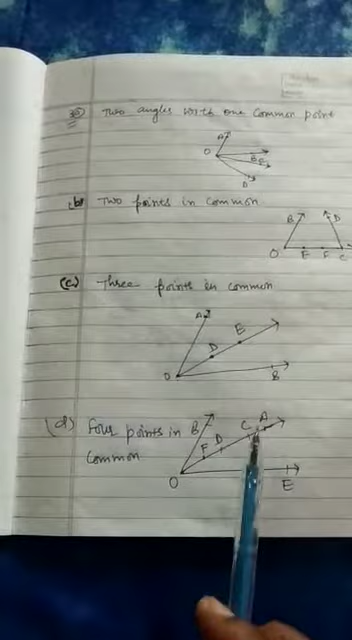 Two angles with one common point
A
O
B
C
D
(b) Two points in common
B
D
O
E
F
C
(c) Three points in common
A
E
D
O
B
(d) Four points in
common
B
F
D
C
A
O
E